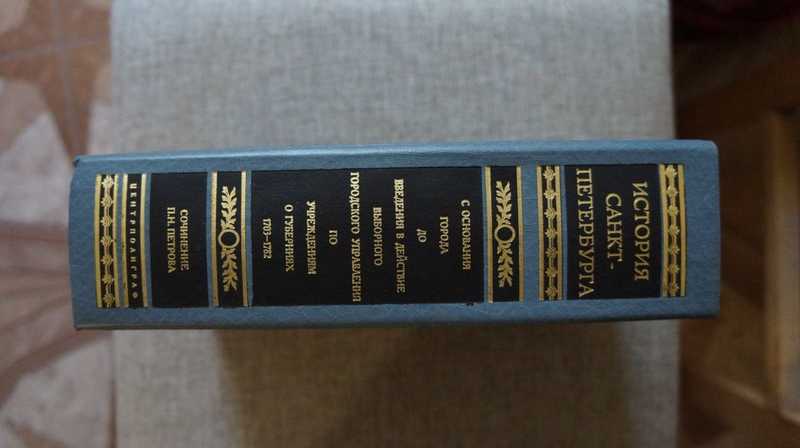 ИСТОРИЯ
САНКТ-
ПЕТЕРБУРГА
С ОСНОВАНИЯ
ГОРОДА
ДО
ВВЕДЕНИЯ В ДЕЙСТВИЕ
ВЫБОРНОГО
ГОРОДСКОГО УПРАВЛЕНИЯ
ПО
УЧРЕЖДЕНИЯМ
О ГУБЕРНИЯХ
1703–1782
СОЧИНЕНИЕ
П.Н. ПЕТРОВА
ЦЕНТРПОЛИГРАФ